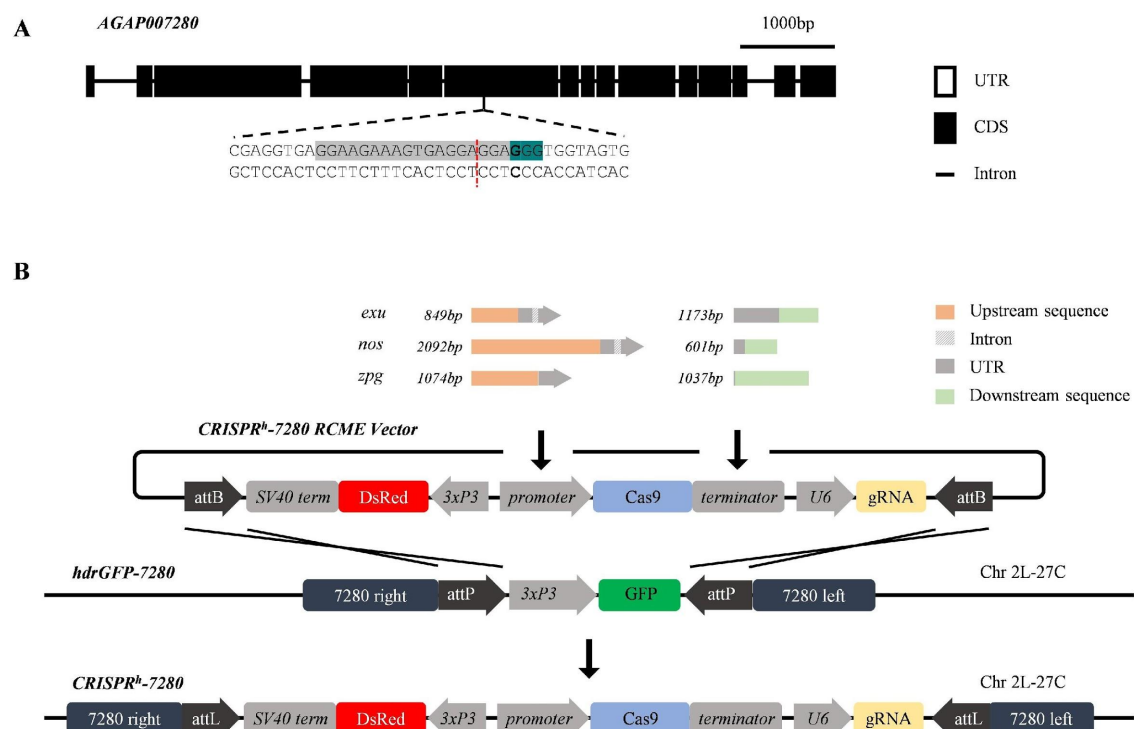 A
AGAP007280
1000bp
UTR
CDS
Intron
CGAGGTGAGGAAGAAAGTGAGGAGGGAGGGTGGTAGTG
GCTCCACTCCTTCTTTCACTCCTCCTCCCACCATCAC
B
exu 849bp 1173bp
nos 2092bp 601bp
zpg 1074bp 1037bp
Upstream sequence
Intron
UTR
Downstream sequence
CRISPRʰ-7280 RCME Vector
attB SV40 term DsRed 3xP3 promoter Cas9 terminator U6 gRNA attB
hdrGFP-7280 Chr 2L-27C
7280 right attP 3xP3 GFP attP 7280 left
CRISPRʰ-7280 Chr 2L-27C
7280 right attL SV40 term DsRed 3xP3 promoter Cas9 terminator U6 gRNA attL 7280 left